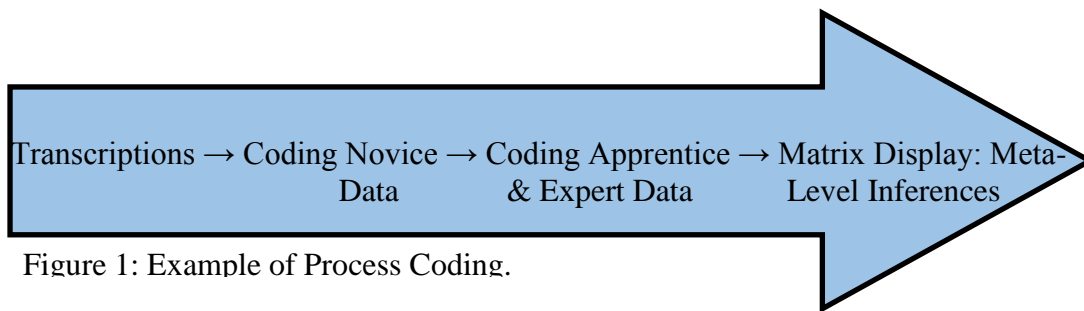 Transcriptions → Coding Novice → Coding Apprentice → Matrix Display: Meta-
Data & Expert Data Level Inferences
Figure 1: Example of Process Coding.